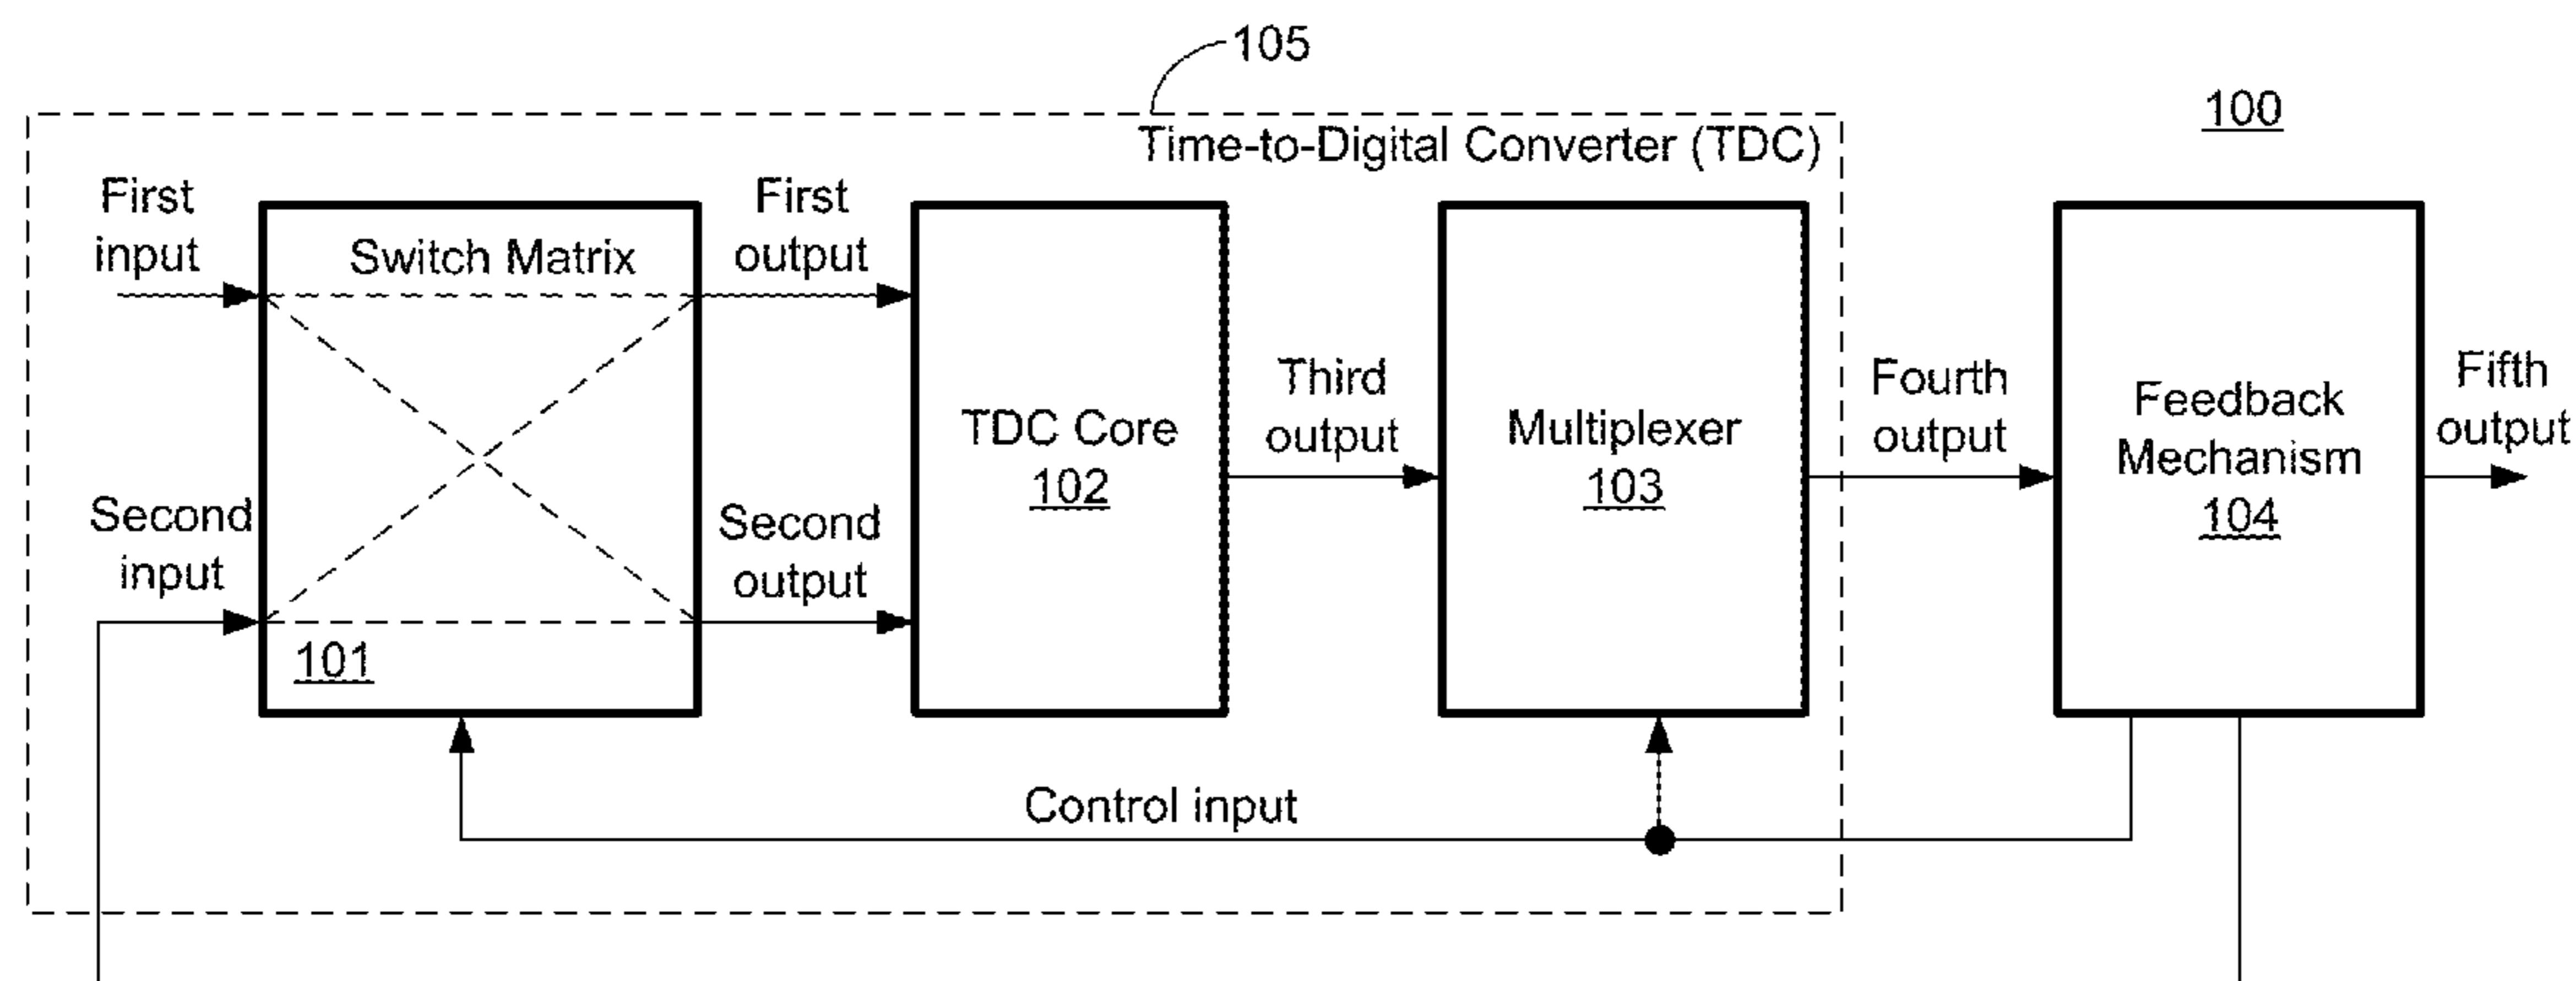 105
100
Time-to-Digital Converter (TDC)
First
input
Switch Matrix
First
output
Second
input
101
Second
output
TDC Core
102
Third
output
Multiplexer
103
Fourth
output
Feedback
Mechanism
104
Fifth
output
Control input